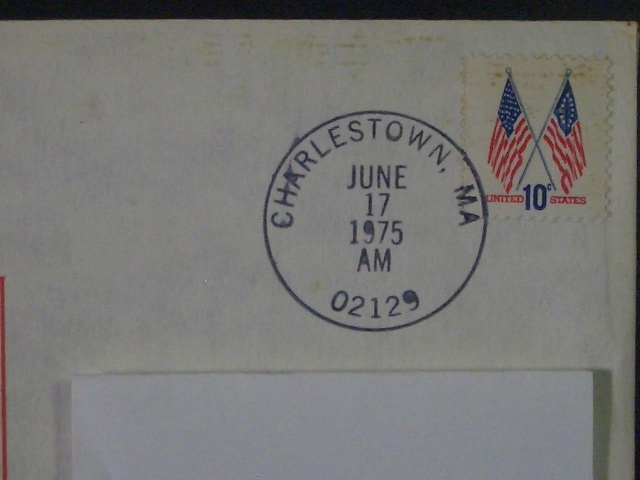 CHARLESTOWN, MA
JUNE
17
1975
AM
02129
UNITED 10c STATES